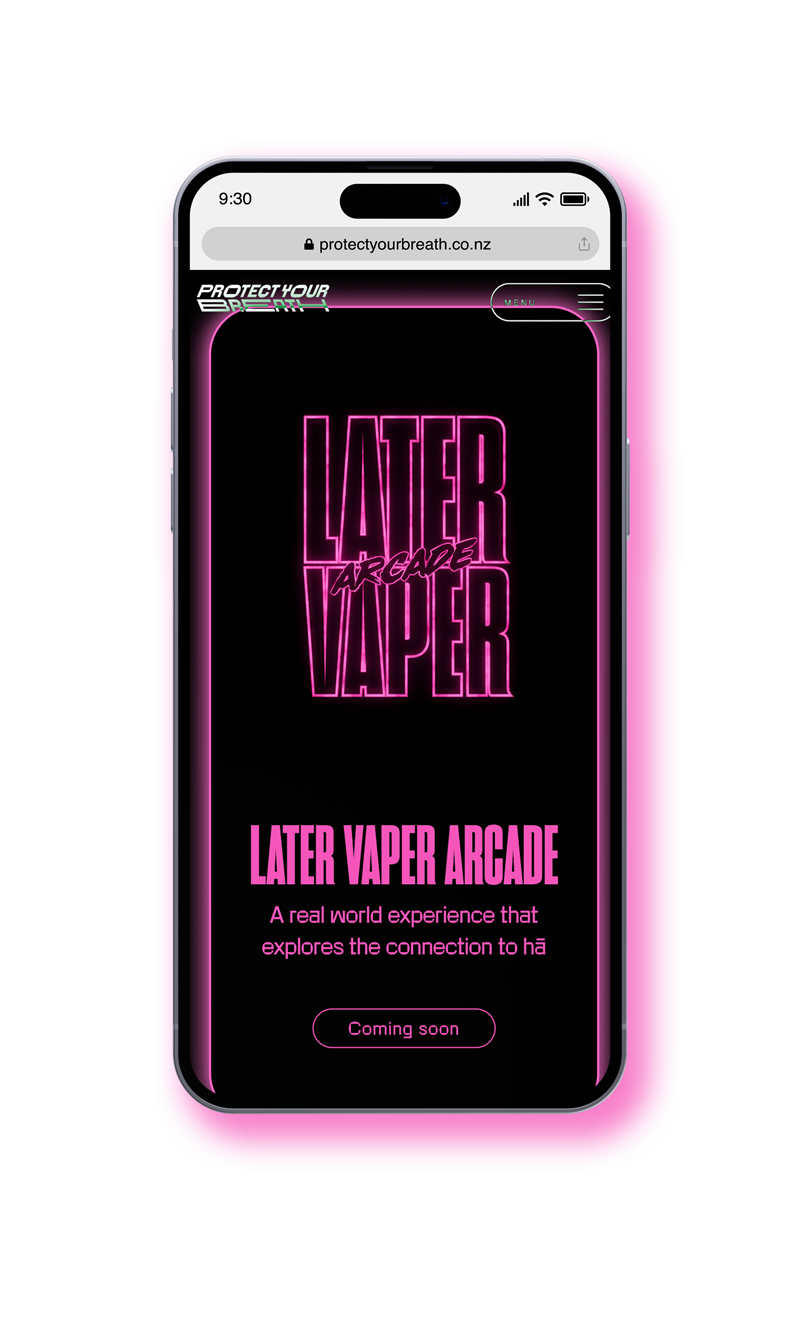 9:30
protectyourbreath.co.nz
PROTECT YOUR
BREATH
MENU
LATER
ARCADE
VAPER
LATER VAPER ARCADE
A real world experience that
explores the connection to hā
Coming soon